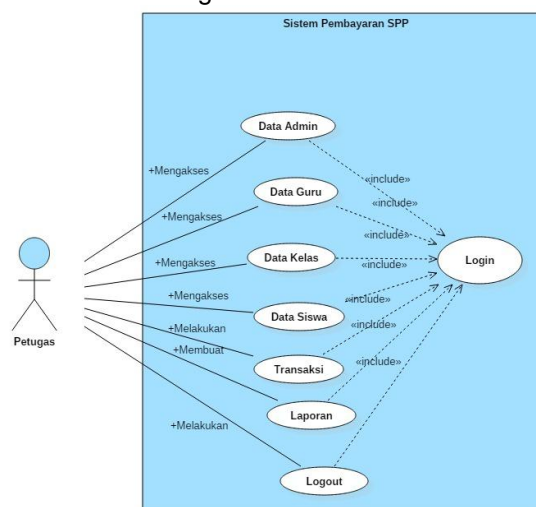 Sistem Pembayaran SPP
Data Admin
+Mengakses
«include»
Data Guru
+Mengakses
«include»
Data Kelas
«include»
Login
+Mengakses
+Mengakses
Data Siswa
«include»
+Melakukan
«include»
Petugas
+Membuat
Transaksi
«include»
Laporan
+Melakukan
Logout